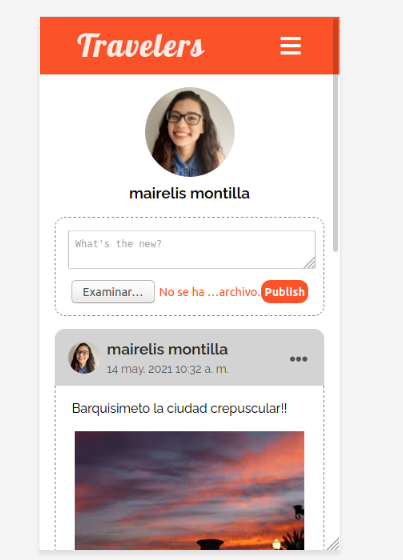 Travelers
mairelis montilla
What's the new?
Examinar... No se ha ...archivo. Publish
mairelis montilla
14 may. 2021 10:32 a. m.
Barquisimeto la ciudad crepuscular!!